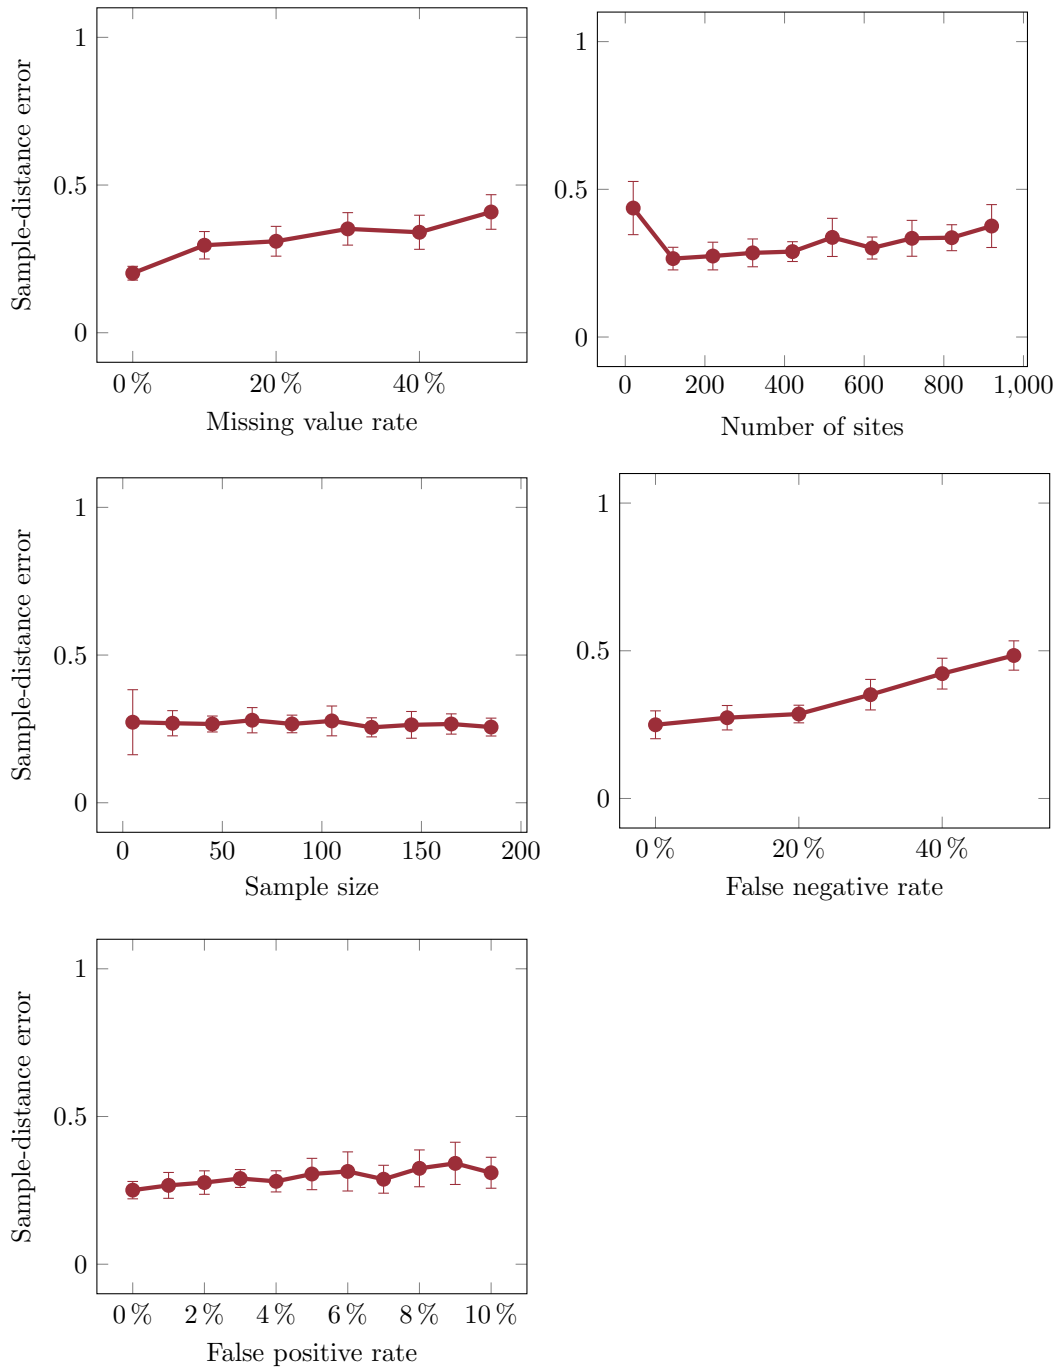 Sample-distance error
1
0.5
0
0 % 20 % 40 %
Missing value rate
1
0.5
0
0 200 400 600 800 1,000
Number of sites
Sample-distance error
1
0.5
0
0 50 100 150 200
Sample size
1
0.5
0
0 % 20 % 40 %
False negative rate
Sample-distance error
1
0.5
0
0 % 2 % 4 % 6 % 8 % 10 %
False positive rate